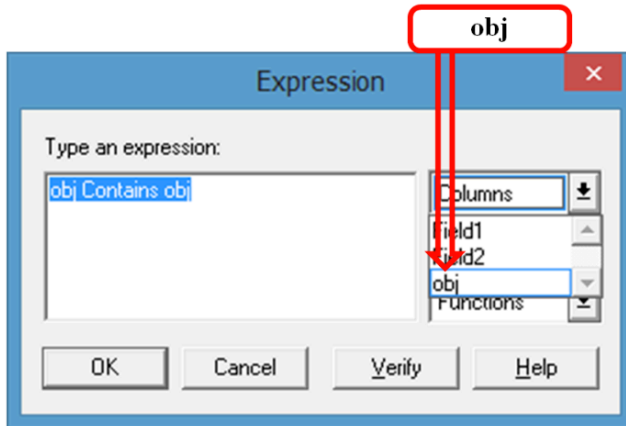 obj
Expression
Type an expression:
obj Contains obj
Columns
Field1
Field2
obj
Functions
OK
Cancel
Verify
Help